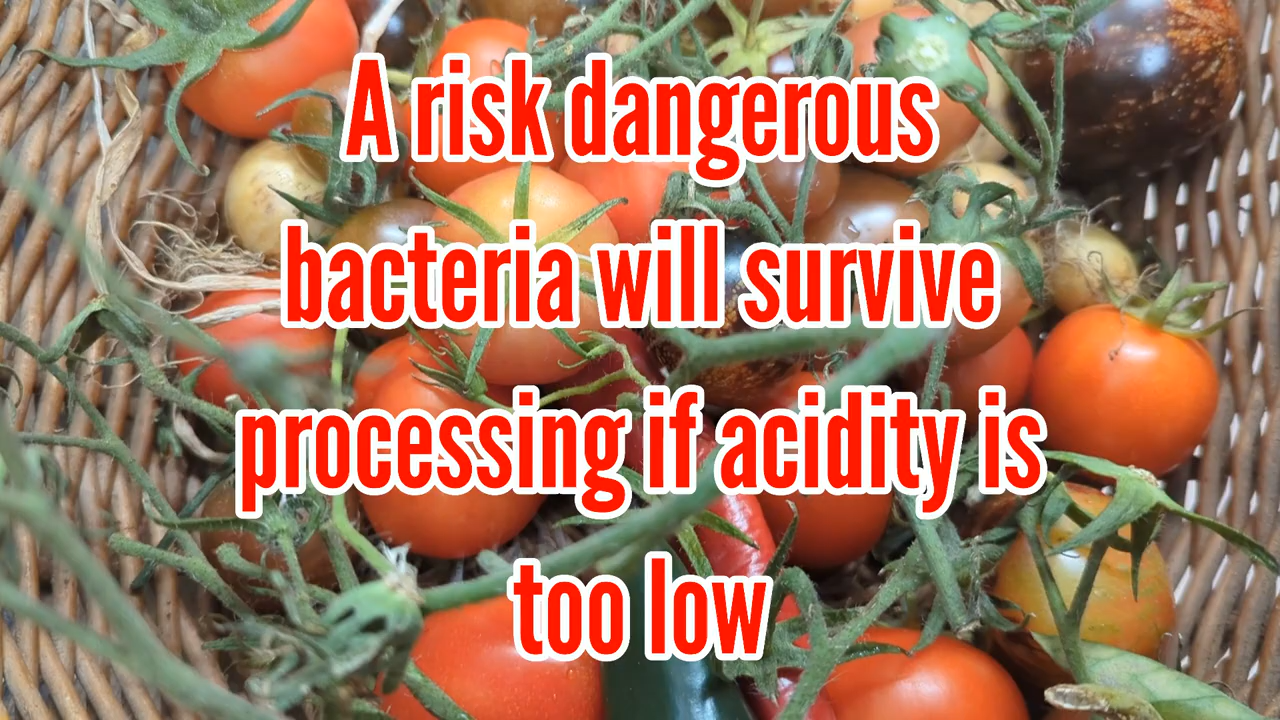 A risk dangerous
bacteria will survive
processing if acidity is
too low